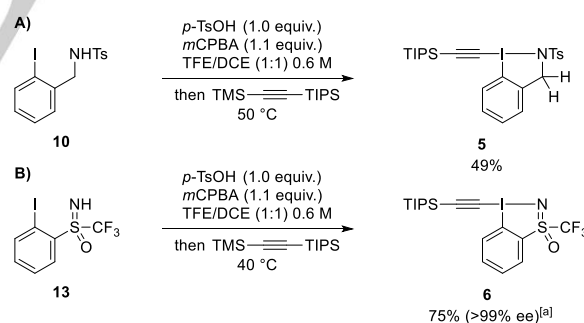 A)
I
NHTs
10
p-TsOH (1.0 equiv.)
mCPBA (1.1 equiv.)
TFE/DCE (1:1) 0.6 M
then TMS TIPS
50 °C
TIPS I NTs
H
H
5
49%
B)
I NH
S CF3
O
13
p-TsOH (1.0 equiv.)
mCPBA (1.1 equiv.)
TFE/DCE (1:1) 0.6 M
then TMS TIPS
40 °C
TIPS I N
S CF3
O
6
75% (>99% ee)[a]